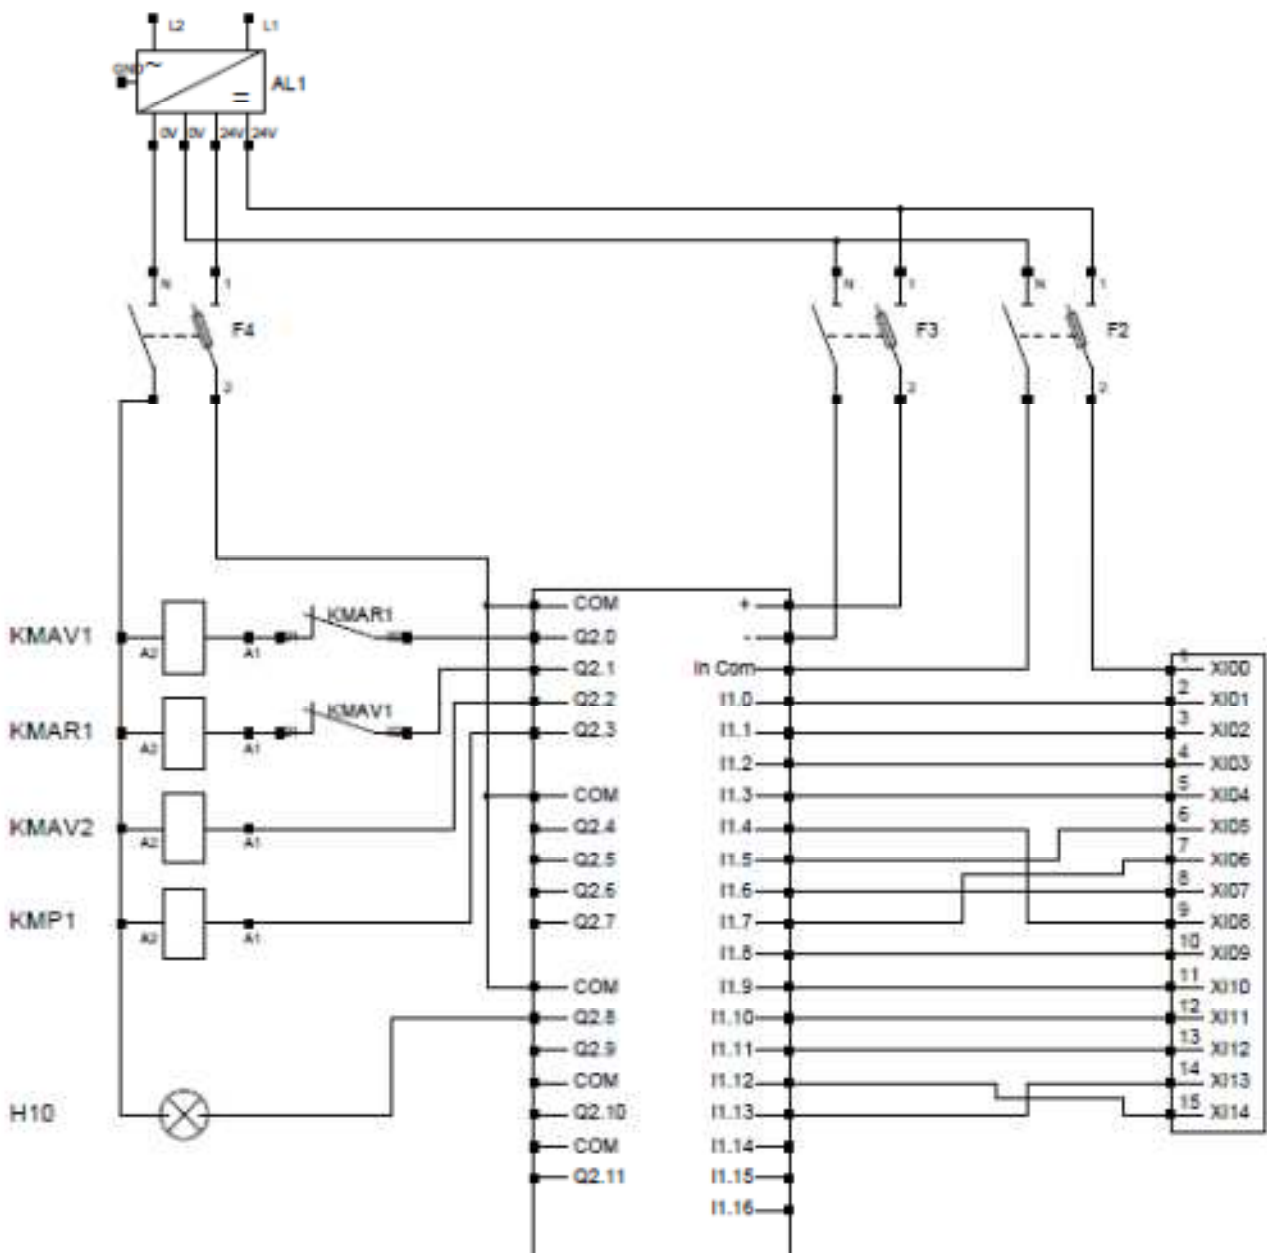 L2 L1
GND ~
AL1
=
0V 0V 24V 24V
N 1 N 1 N 1
F4 F3 F2
2 2 2
COM +
KMAR1
KMAV1 A2 A1 Q2.0 -
Q2.1 In Com 1 XI00
Q2.2 I1.0 2 XI01
KMAV1
KMAR1 A2 A1 Q2.3 I1.1 3 XI02
I1.2 4 XI03
COM I1.3 5 XI04
KMAV2 A2 A1 Q2.4 I1.4 6 XI05
Q2.5 I1.5 7 XI06
Q2.6 I1.6 8 XI07
KMP1 A2 A1 Q2.7 I1.7 9 XI08
I1.8 10 XI09
COM I1.9 11 XI10
Q2.8 I1.10 12 XI11
Q2.9 I1.11 13 XI12
COM I1.12 14 XI13
H10 Q2.10 I1.13 15 XI14
COM I1.14
Q2.11 I1.15
I1.16